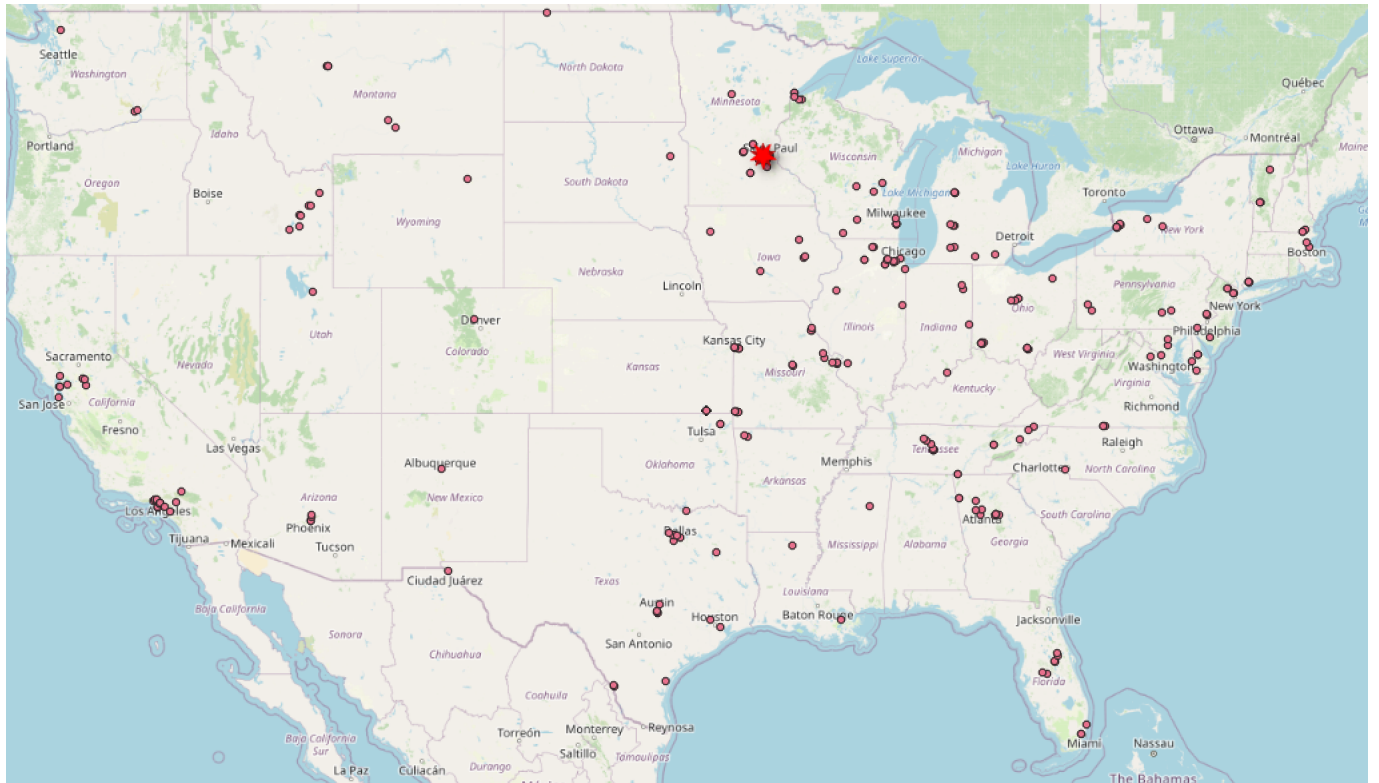 Québec
Lake Superior
Seattle
Washington
North Dakota
Montana
Minnesota
Ottawa
Montréal
Maine
Portland
Idaho
Paul
Wisconsin
Michigan
Lake Huron
Oregon
Boise
South Dakota
Lake Michigan
Toronto
Wyoming
Milwaukee
New York
Detroit
Boston
Chicago
Iowa
Nebraska
Lincoln
Pennsylvania
New York
Ohio
Utah
Denver
Illinois
Indiana
Philadelphia
Sacramento
Nevada
Colorado
Kansas City
Kansas
Missouri
West Virginia
Washington
Kentucky
Virginia
San Jose
California
Richmond
Fresno
Tulsa
Las Vegas
Raleigh
Albuquerque
Oklahoma
Memphis
Tennessee
Charlotte
North Carolina
Arkansas
Arizona
New Mexico
Los Angeles
Phoenix
Atlanta
South Carolina
Tijuana
Mexicali
Tucson
Dallas
Mississippi
Alabama
Georgia
Ciudad Juárez
Texas
Louisiana
Baja California
Austin
Houston
Baton Rouge
Jacksonville
Sonora
San Antonio
Chihuahua
Florida
Coahuila
Baja California
Sur
Torreón
Monterrey
Reynosa
Saltillo
Tamaulipas
Miami
Nassau
La Paz
Culiacán
Durango
The Bahamas